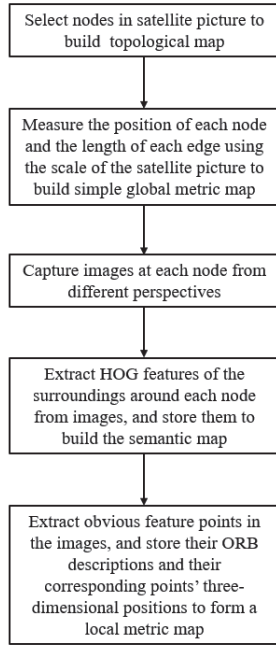 Select nodes in satellite picture to
build topological map
Measure the position of each node
and the length of each edge using
the scale of the satellite picture to
build simple global metric map
Capture images at each node from
different perspectives
Extract HOG features of the
surroundings around each node
from images, and store them to
build the semantic map
Extract obvious feature points in
the images, and store their ORB
descriptions and their
corresponding points' three-
dimensional positions to form a
local metric map